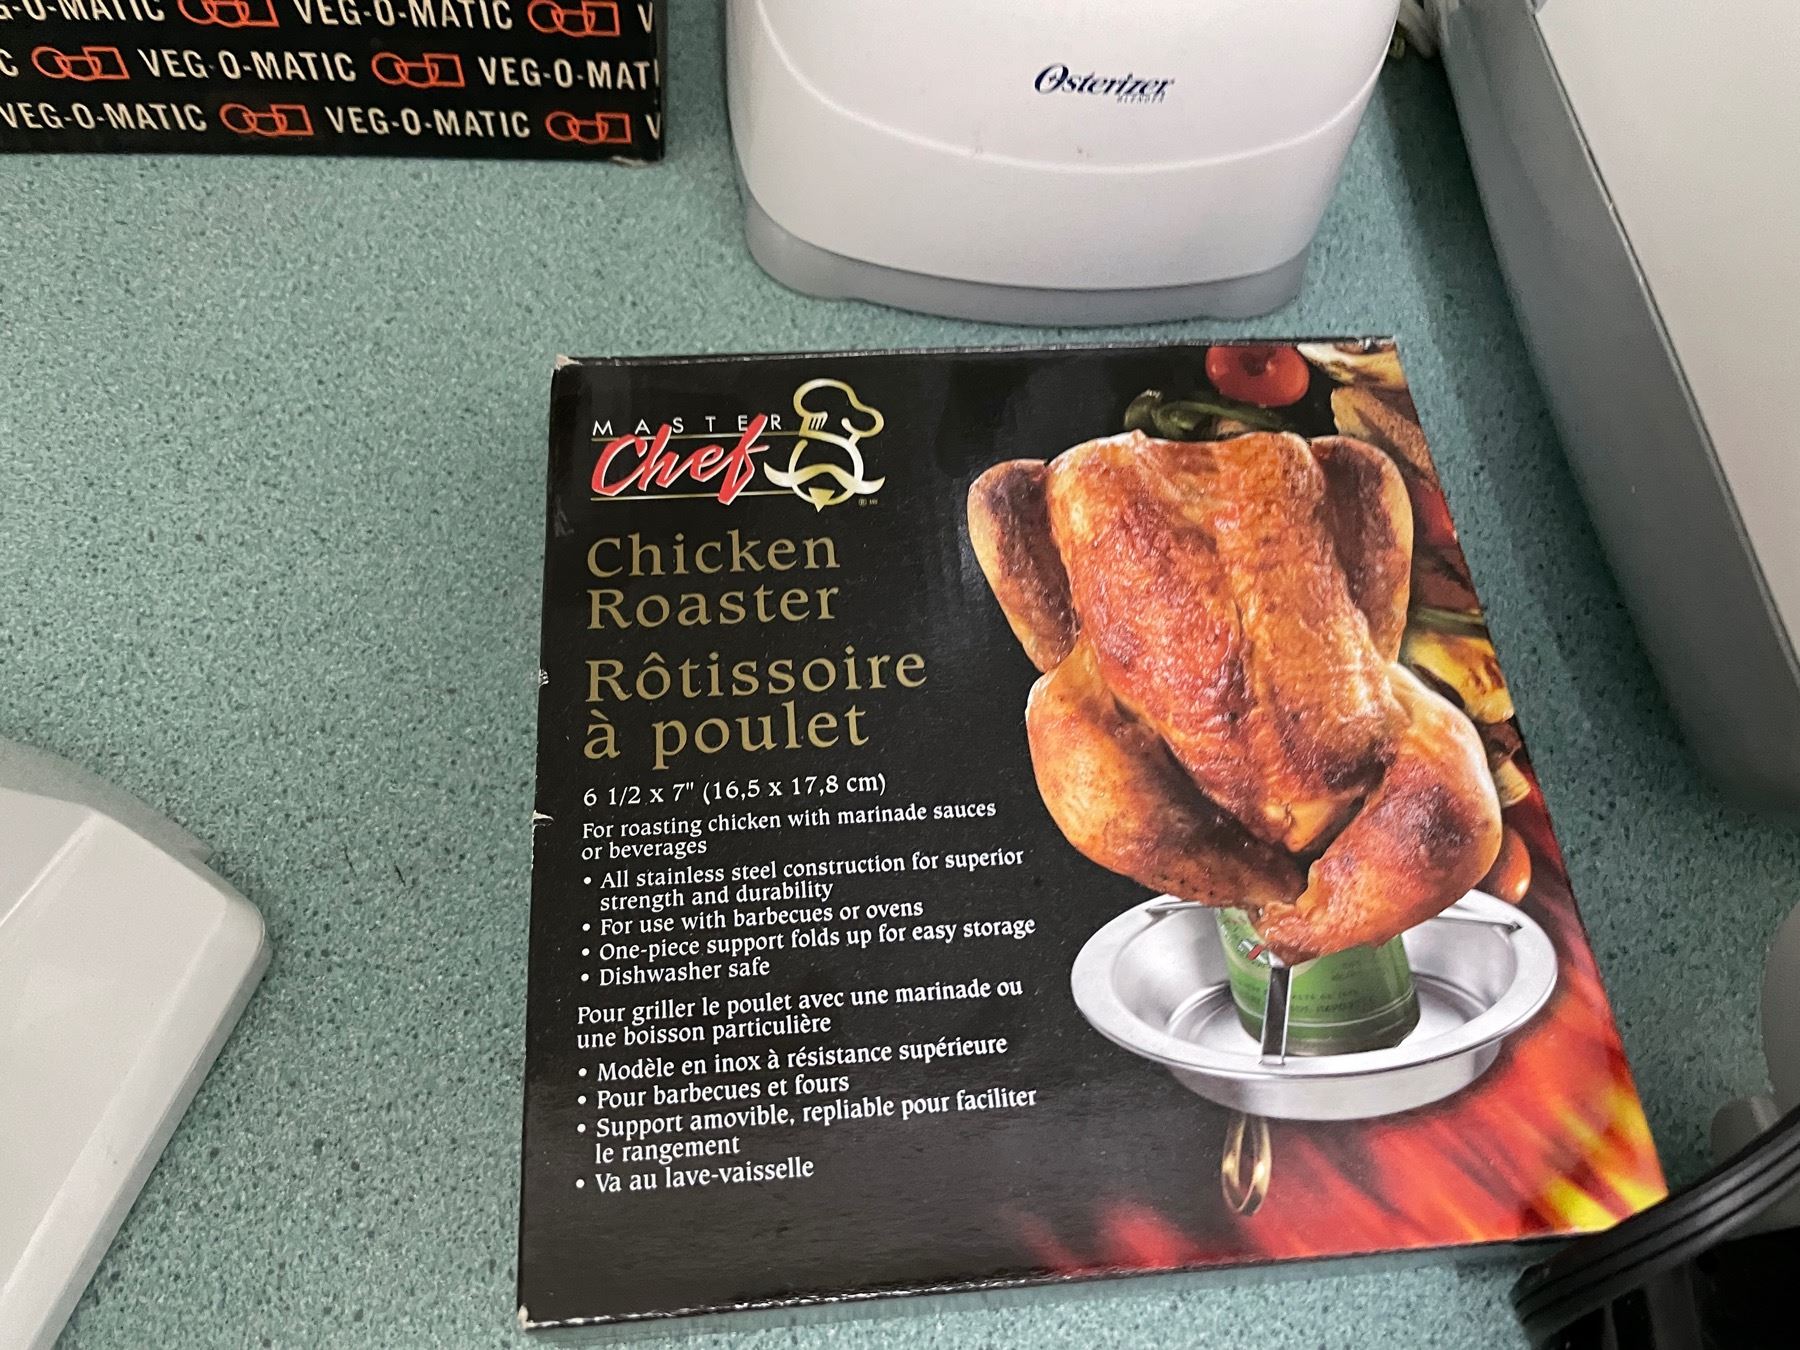 VEG-O-MATIC
VEG-O-MATIC VEG-O-MATI
VEG-O-MATIC VEG-O-MATIC V
Osterizer
BLENDER
MASTER
Chef
Chicken
Roaster
Rôtissoire
à poulet
6 1/2 x 7" (16,5 x 17,8 cm)
For roasting chicken with marinade sauces
or beverages
• All stainless steel construction for superior
strength and durability
• For use with barbecues or ovens
• One-piece support folds up for easy storage
• Dishwasher safe
Pour griller le poulet avec une marinade ou
une boisson particulière
• Modèle en inox à résistance supérieure
• Pour barbecues et fours
• Support amovible, repliable pour faciliter
le rangement
• Va au lave-vaisselle